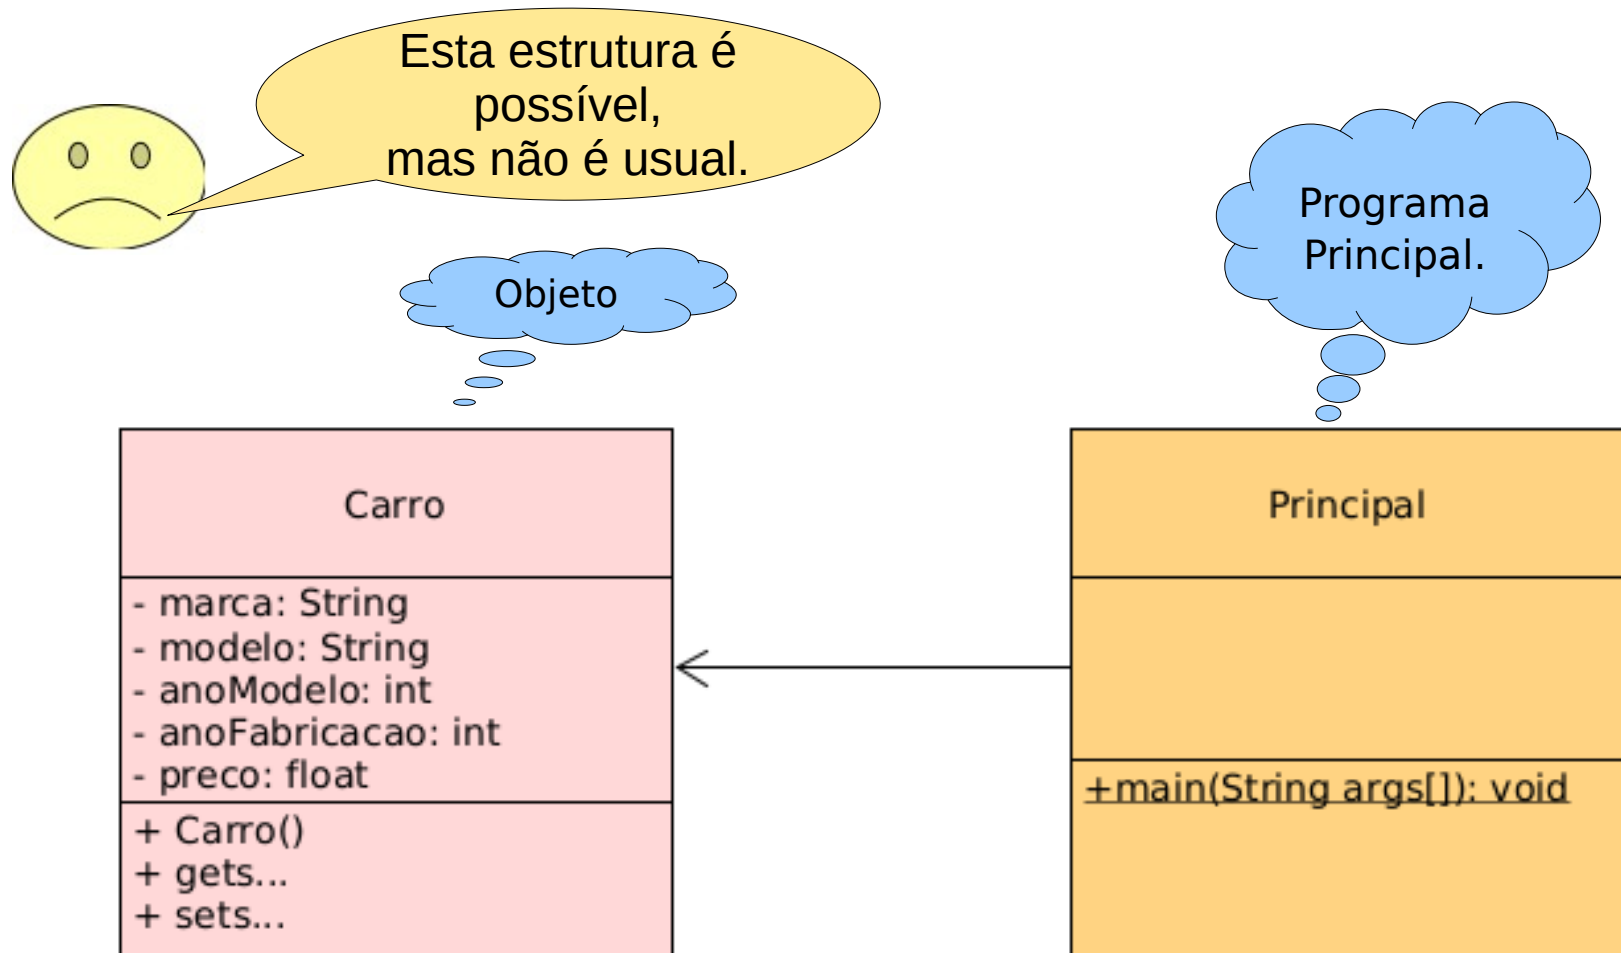 Esta estrutura é
possível,
mas não é usual.
Programa
Principal.
Objeto
Carro
- marca: String
- modelo: String
- anoModelo: int
- anoFabricacao: int
- preco: float
+ Carro()
+ gets...
+ sets...
Principal
+main(String args[]): void